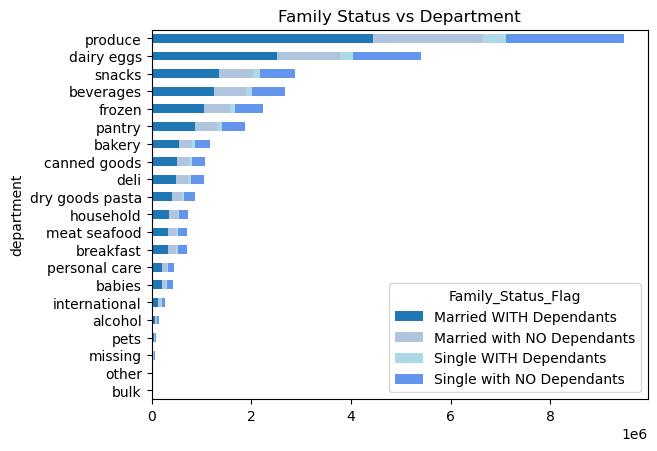 Family Status vs Department
department
produce
dairy eggs
snacks
beverages
frozen
pantry
bakery
canned goods
deli
dry goods pasta
household
meat seafood
breakfast
personal care
babies
international
alcohol
pets
missing
other
bulk
Family_Status_Flag
Married WITH Dependants
Married with NO Dependants
Single WITH Dependants
Single with NO Dependants
0 2 4 6 8
1e6